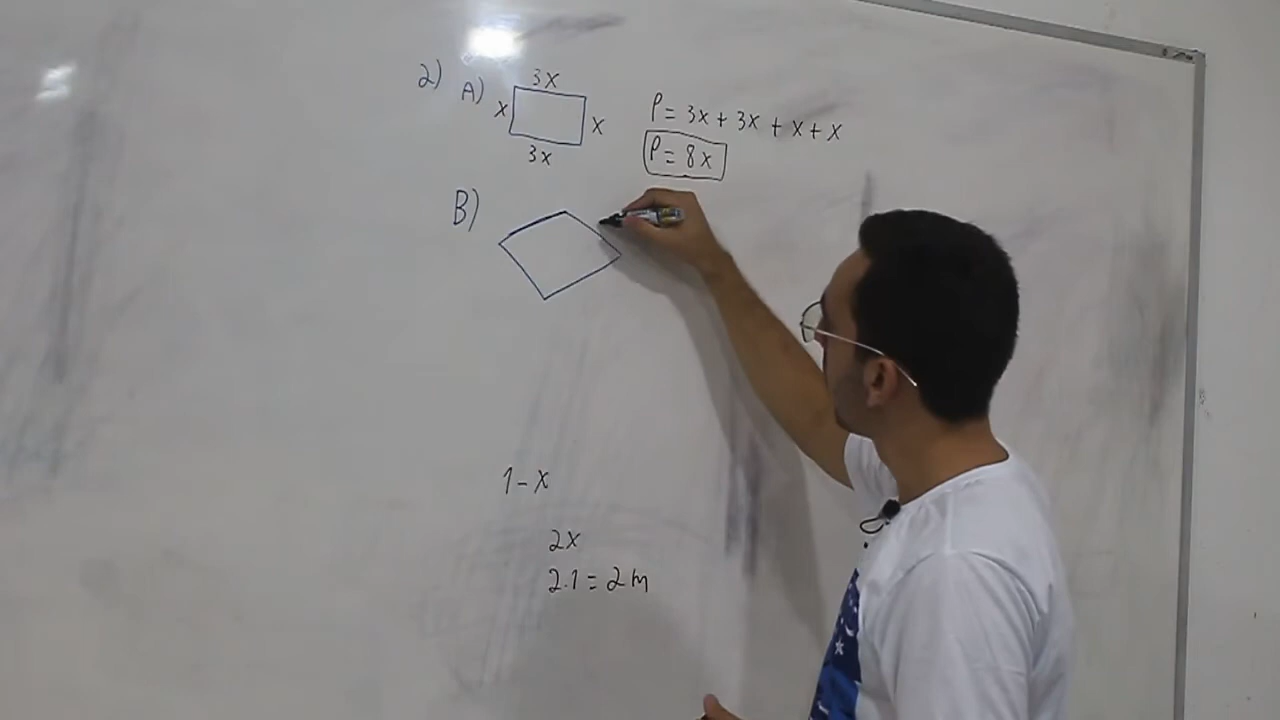 2) A) 3x
x x
3x
P = 3x + 3x + x + x
P = 8x
B)
1 - x
2x
2.1 = 2m